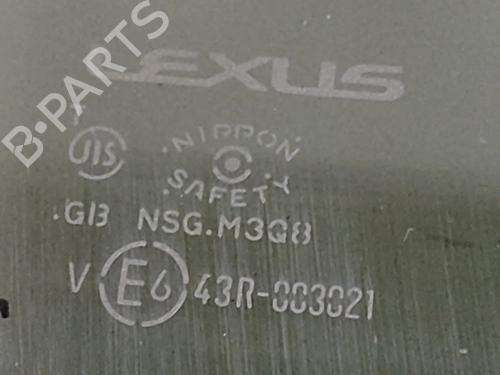 B·PARTS
LEXUS
JIS
NIPPON
SAFETY
GB NSG.M3G8
V E6 43R-003021